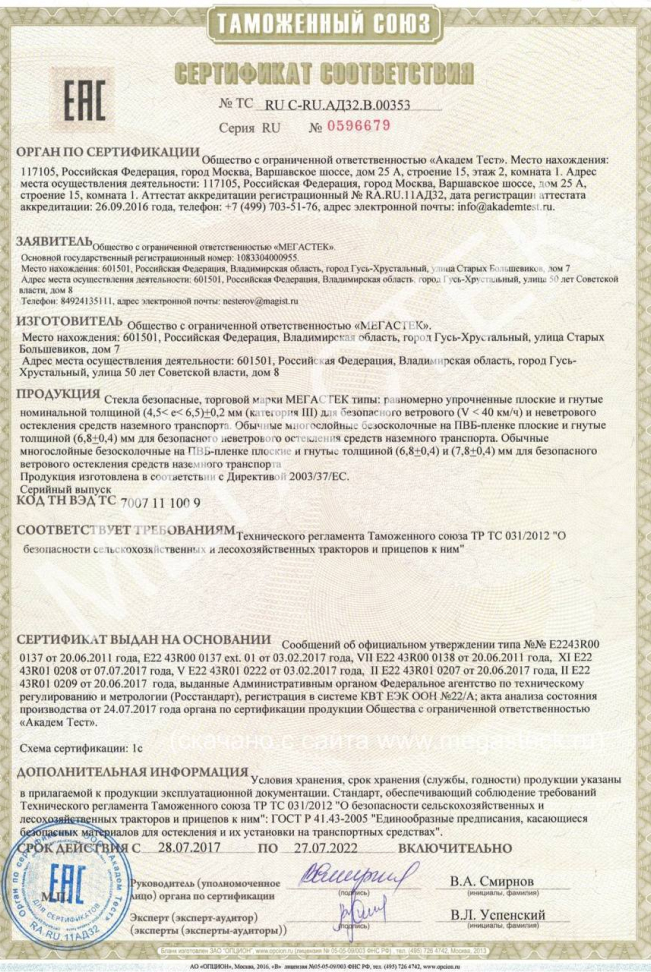 ТАМОЖЕННЫЙ СОЮЗ
СЕРТИФИКАТ СООТВЕТСТВИЯ
ЕАС
№ ТС RU С-RU.АД32.В.00353
Серия RU № 0596679
ОРГАН ПО СЕРТИФИКАЦИИ Общество с ограниченной ответственностью «Академ Тест». Место нахождения:
117105, Российская Федерация, город Москва, Варшавское шоссе, дом 25 А, строение 15, этаж 2, комната 1. Адрес
места осуществления деятельности: 117105, Российская Федерация, город Москва, Варшавское шоссе, дом 25 А,
строение 15, комната 1. Аттестат аккредитации регистрационный № RA.RU.11АД32, дата регистрации аттестата
аккредитации: 26.09.2016 года, телефон: +7 (499) 703-51-76, адрес электронной почты: info@akademtest.ru.
ЗАЯВИТЕЛЬ Общество с ограниченной ответственностью «МЕГАСТЕК».
Основной государственный регистрационный номер: 1083304000955.
Место нахождения: 601501, Российская Федерация, Владимирская область, город Гусь-Хрустальный, улица Старых Большевиков, дом 7
Адрес места осуществления деятельности: 601501, Российская Федерация, Владимирская область, город Гусь-Хрустальный, улица 50 лет Советской
власти, дом 8
Телефон: 84924135111, адрес электронной почты: nesterov@magist.ru
ИЗГОТОВИТЕЛЬ Общество с ограниченной ответственностью «МЕГАСТЕК».
Место нахождения: 601501, Российская Федерация, Владимирская область, город Гусь-Хрустальный, улица Старых
Большевиков, дом 7
Адрес места осуществления деятельности: 601501, Российская Федерация, Владимирская область, город Гусь-
Хрустальный, улица 50 лет Советской власти, дом 8
ПРОДУКЦИЯ Стекла безопасные, торговой марки МЕГАСТЕК типы: равномерно упрочненные плоские и гнутые
номинальной толщиной (4,5< е< 6,5)±0,2 мм (категория III) для безопасного ветрового (V < 40 км/ч) и неветрового
остекления средств наземного транспорта. Обычные многослойные безосколочные на ПВБ-пленке плоские и гнутые
толщиной (6,8±0,4) мм для безопасного неветрового остекления средств наземного транспорта. Обычные
многослойные безосколочные на ПВБ-пленке плоские и гнутые толщиной (6,8±0,4) и (7,8±0,4) мм для безопасного
ветрового остекления средств наземного транспорта
Продукция изготовлена в соответствии с Директивой 2003/37/ЕС.
Серийный выпуск
КОД ТН ВЭД ТС 7007 11 100 9
СООТВЕТСТВУЕТ ТРЕБОВАНИЯМ Технического регламента Таможенного союза ТР ТС 031/2012 "О
безопасности сельскохозяйственных и лесохозяйственных тракторов и прицепов к ним"
СЕРТИФИКАТ ВЫДАН НА ОСНОВАНИИ Сообщений об официальном утверждении типа №№ E2243R00
0137 от 20.06.2011 года, E22 43R00 0137 ext. 01 от 03.02.2017 года, VII E22 43R00 0138 от 20.06.2011 года, XI E22
43R01 0208 от 07.07.2017 года, V E22 43R01 0222 от 03.02.2017 года, II E22 43R01 0207 от 20.06.2017 года, II E22
43R01 0209 от 20.06.2017 года, выданные Административным органом Федеральное агентство по техническому
регулированию и метрологии (Росстандарт), регистрация в системе КВТ ЕЭК ООН №22/А; акта анализа состояния
производства от 24.07.2017 года органа по сертификации продукции Общества с ограниченной ответственностью
«Академ Тест».
(скачано с сайта www.megasteck.ru)
Схема сертификации: 1с
ДОПОЛНИТЕЛЬНАЯ ИНФОРМАЦИЯ Условия хранения, срок хранения (службы, годности) продукции указаны
в прилагаемой к продукции эксплуатационной документации. Стандарт, обеспечивающий соблюдение требований
Технического регламента Таможенного союза ТР ТС 031/2012 "О безопасности сельскохозяйственных и
лесохозяйственных тракторов и прицепов к ним": ГОСТ Р 41.43-2005 "Единообразные предписания, касающиеся
безопасных материалов для остекления и их установки на транспортных средствах".
СРОК ДЕЙСТВИЯ С 28.07.2017 ПО 27.07.2022 ВКЛЮЧИТЕЛЬНО
ЕАС
ДЛЯ СЕРТИФИКАТОВ
RA.RU.11АД32
М.П.
Руководитель (уполномоченное
лицо) органа по сертификации
(подпись)
В.А. Смирнов
(инициалы, фамилия)
Эксперт (эксперт-аудитор)
(эксперты (эксперты-аудиторы))
(подпись)
В.Л. Успенский
(инициалы, фамилия)
Бланк изготовлен ЗАО "ОПЦИОН", www.opcion.ru (лицензия № 05-05-09/003 ФНС РФ), тел. (495) 726 4742, Москва, 2013
АО «ОПЦИОН», Москва, 2016, «В» лицензия №05-05-09/003 ФНС РФ, тел. (495) 726 4742, www.opcion.ru